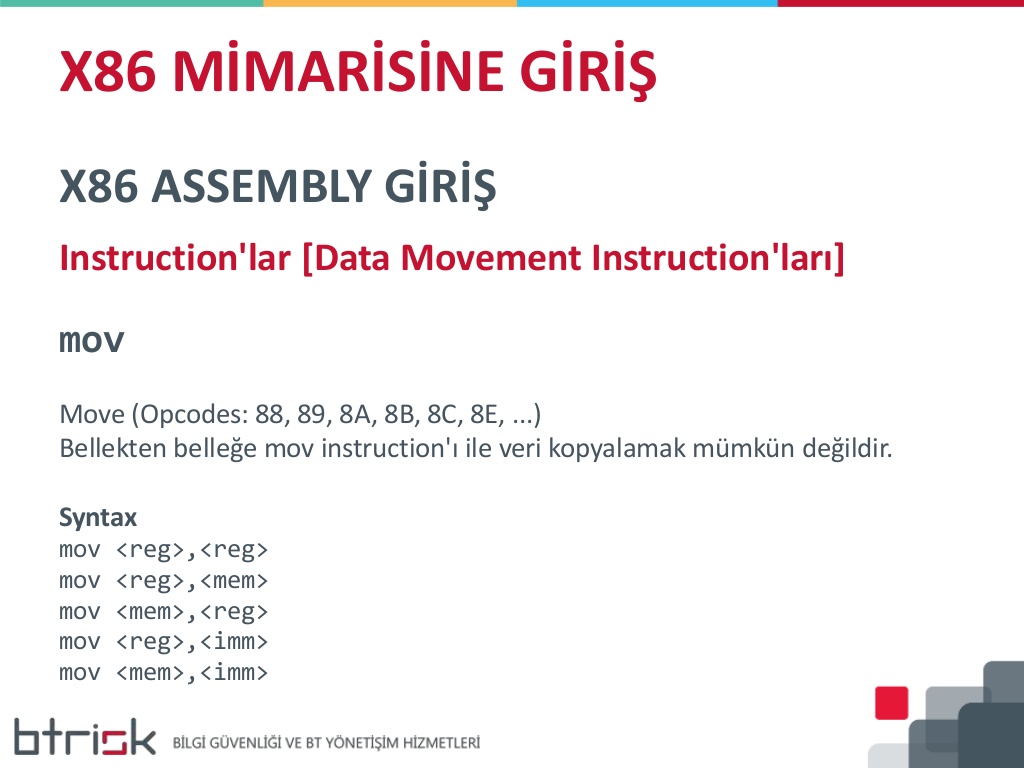 X86 MİMARİSİNE GİRİŞ
X86 ASSEMBLY GİRİŞ
Instruction'lar [Data Movement Instruction'ları]
mov
Move (Opcodes: 88, 89, 8A, 8B, 8C, 8E, ...)
Bellekten belleğe mov instruction'ı ile veri kopyalamak mümkün değildir.
Syntax
mov <reg>,<reg>
mov <reg>,<mem>
mov <mem>,<reg>
mov <reg>,<imm>
mov <mem>,<imm>
btrisk BİLGİ GÜVENLİĞİ VE BT YÖNETİŞİM HİZMETLERİ